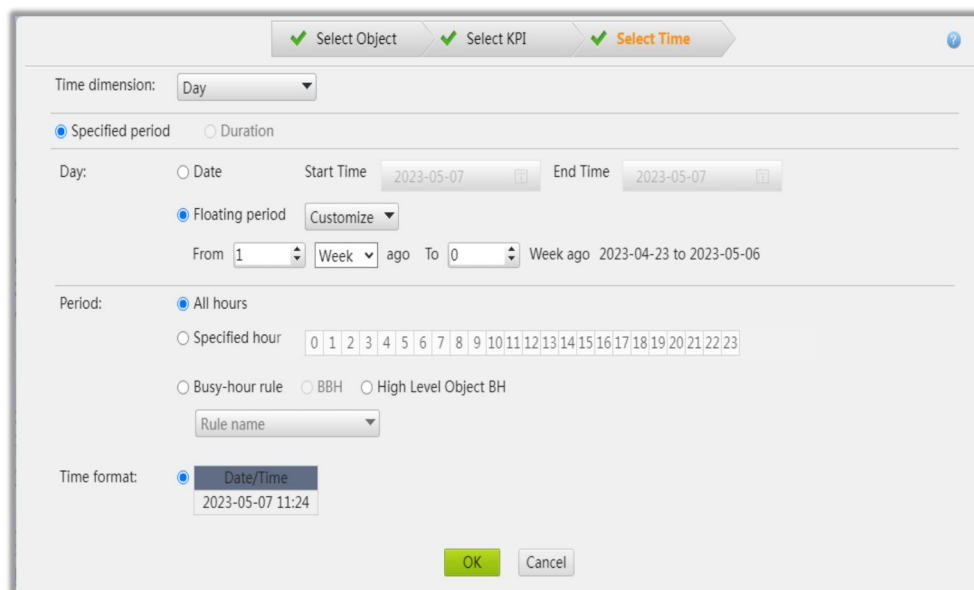 Select Object Select KPI Select Time
?
Time dimension: Day
Specified period Duration
Day: Date Start Time 2023-05-07 End Time 2023-05-07
Floating period Customize
From 1 Week ago To 0 Week ago 2023-04-23 to 2023-05-06
Period: All hours
Specified hour 0 1 2 3 4 5 6 7 8 9 10 11 12 13 14 15 16 17 18 19 20 21 22 23
Busy-hour rule BBH High Level Object BH
Rule name
Time format: Date/Time
2023-05-07 11:24
OK Cancel